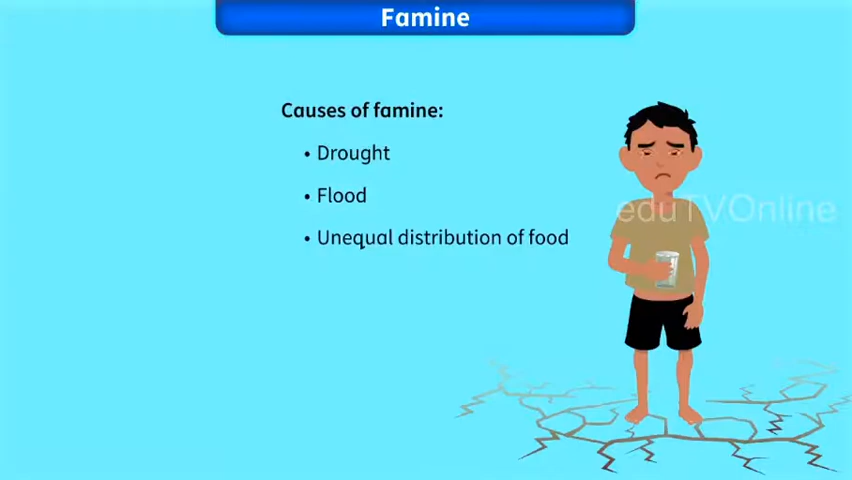 Famine
Causes of famine:
• Drought
• Flood
• Unequal distribution of food
eduTVOnline